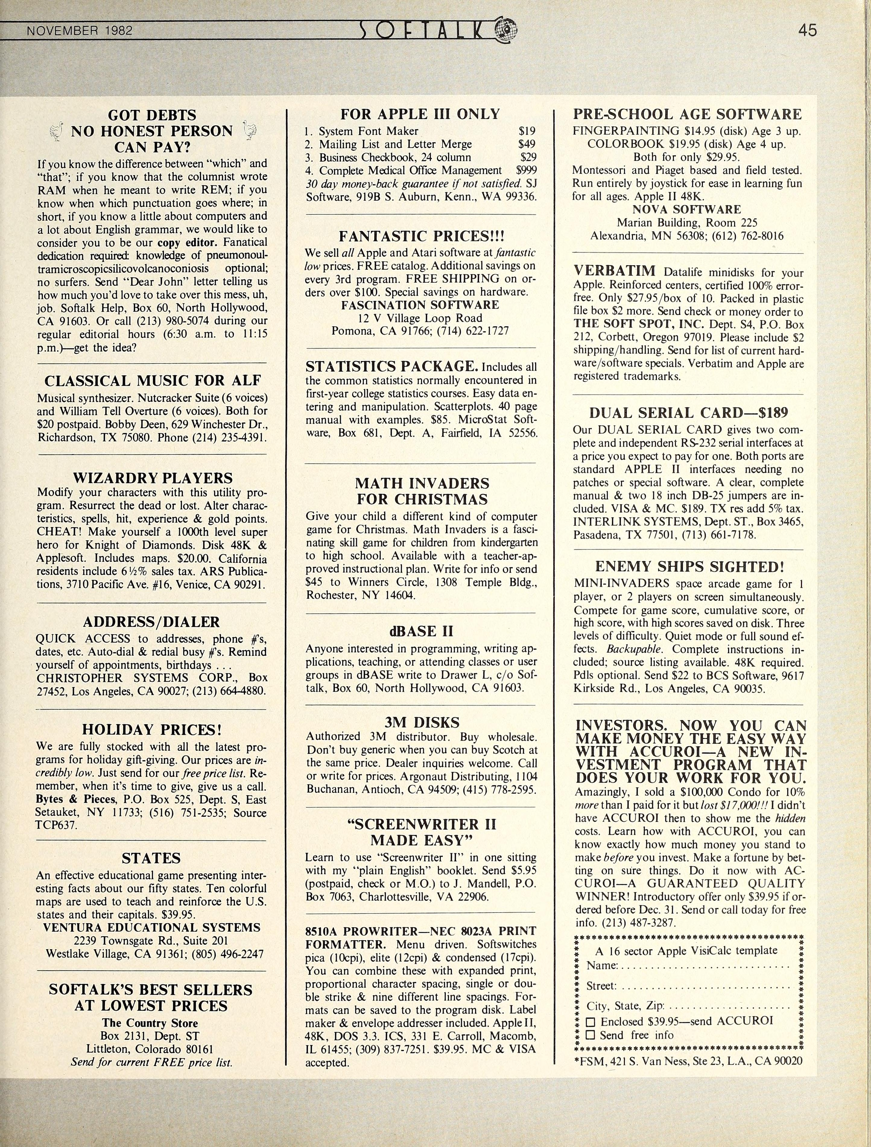 NOVEMBER 1982
SOFTALK
45
GOT DEBTS
NO HONEST PERSON
CAN PAY?
If you know the difference between “which” and
“that”; if you know that the columnist wrote
RAM when he meant to write REM; if you
know when which punctuation goes where; in
short, if you know a little about computers and
a lot about English grammar, we would like to
consider you to be our copy editor. Fanatical
dedication required: knowledge of pneumonoul-
tramicroscopicsilicovolcanoconiosis optional;
no surfers. Send “Dear John” letter telling us
how much you'd love to take over this mess, uh,
job. Softalk Help, Box 60, North Hollywood,
CA 91603. Or call (213) 980-5074 during our
regular editorial hours (6:30 a.m. to 11:15
p.m.)—get the idea?
CLASSICAL MUSIC FOR ALF
Musical synthesizer. Nutcracker Suite (6 voices)
and William Tell Overture (6 voices). Both for
$20 postpaid. Bobby Deen, 629 Winchester Dr.,
Richardson, TX 75080. Phone (214) 235-4391.
WIZARDRY PLAYERS
Modify your characters with this utility pro-
gram. Resurrect the dead or lost. Alter charac-
teristics, spells, hit, experience & gold points.
CHEAT! Make yourself a 1000th level super
hero for Knight of Diamonds. Disk 48K &
Applesoft. Includes maps. $20.00. California
residents include 6½% sales tax. ARS Publica-
tions, 3710 Pacific Ave. #16, Venice, CA 90291.
ADDRESS/DIALER
QUICK ACCESS to addresses, phone #'s,
dates, etc. Auto-dial & redial busy #'s. Remind
yourself of appointments, birthdays . . .
CHRISTOPHER SYSTEMS CORP., Box
27452, Los Angeles, CA 90027; (213) 664-4880.
HOLIDAY PRICES!
We are fully stocked with all the latest pro-
grams for holiday gift-giving. Our prices are in-
credibly low. Just send for our free price list. Re-
member, when it's time to give, give us a call.
Bytes & Pieces, P.O. Box 525, Dept. S, East
Setauket, NY 11733; (516) 751-2535; Source
TCP637.
STATES
An effective educational game presenting inter-
esting facts about our fifty states. Ten colorful
maps are used to teach and reinforce the U.S.
states and their capitals. $39.95.
VENTURA EDUCATIONAL SYSTEMS
2239 Townsgate Rd., Suite 201
Westlake Village, CA 91361; (805) 496-2247
SOFTALK'S BEST SELLERS
AT LOWEST PRICES
The Country Store
Box 2131, Dept. ST
Littleton, Colorado 80161
Send for current FREE price list.
FOR APPLE III ONLY
1. System Font Maker $19
2. Mailing List and Letter Merge $49
3. Business Checkbook, 24 column $29
4. Complete Medical Office Management $999
30 day money-back guarantee if not satisfied. SJ
Software, 919B S. Auburn, Kenn., WA 99336.
FANTASTIC PRICES!!!
We sell all Apple and Atari software at fantastic
low prices. FREE catalog. Additional savings on
every 3rd program. FREE SHIPPING on or-
ders over $100. Special savings on hardware.
FASCINATION SOFTWARE
12 V Village Loop Road
Pomona, CA 91766; (714) 622-1727
STATISTICS PACKAGE. Includes all
the common statistics normally encountered in
first-year college statistics courses. Easy data en-
tering and manipulation. Scatterplots. 40 page
manual with examples. $85. MicroStat Soft-
ware, Box 681, Dept. A, Fairfield, IA 52556.
MATH INVADERS
FOR CHRISTMAS
Give your child a different kind of computer
game for Christmas. Math Invaders is a fasci-
nating skill game for children from kindergarten
to high school. Available with a teacher-ap-
proved instructional plan. Write for info or send
$45 to Winners Circle, 1308 Temple Bldg.,
Rochester, NY 14604.
dBASE II
Anyone interested in programming, writing ap-
plications, teaching, or attending classes or user
groups in dBASE write to Drawer L, c/o Sof-
talk, Box 60, North Hollywood, CA 91603.
3M DISKS
Authorized 3M distributor. Buy wholesale.
Don't buy generic when you can buy Scotch at
the same price. Dealer inquiries welcome. Call
or write for prices. Argonaut Distributing, 1104
Buchanan, Antioch, CA 94509; (415) 778-2595.
“SCREENWRITER II
MADE EASY”
Learn to use “Screenwriter II” in one sitting
with my “plain English” booklet. Send $5.95
(postpaid, check or M.O.) to J. Mandell, P.O.
Box 7063, Charlottesville, VA 22906.
8510A PROWRITER—NEC 8023A PRINT
FORMATTER. Menu driven. Softswitches
pica (10cpi), elite (12cpi) & condensed (17cpi).
You can combine these with expanded print,
proportional character spacing, single or dou-
ble strike & nine different line spacings. For-
mats can be saved to the program disk. Label
maker & envelope addresser included. Apple II,
48K, DOS 3.3. ICS, 331 E. Carroll, Macomb,
IL 61455; (309) 837-7251. $39.95. MC & VISA
accepted.
PRE-SCHOOL AGE SOFTWARE
FINGERPAINTING $14.95 (disk) Age 3 up.
COLORBOOK $19.95 (disk) Age 4 up.
Both for only $29.95.
Montessori and Piaget based and field tested.
Run entirely by joystick for ease in learning fun
for all ages. Apple II 48K.
NOVA SOFTWARE
Marian Building, Room 225
Alexandria, MN 56308; (612) 762-8016
VERBATIM Datalife minidisks for your
Apple. Reinforced centers, certified 100% error-
free. Only $27.95/box of 10. Packed in plastic
file box $2 more. Send check or money order to
THE SOFT SPOT, INC. Dept. S4, P.O. Box
212, Corbett, Oregon 97019. Please include $2
shipping/handling. Send for list of current hard-
ware/software specials. Verbatim and Apple are
registered trademarks.
DUAL SERIAL CARD—$189
Our DUAL SERIAL CARD gives two com-
plete and independent RS-232 serial interfaces at
a price you expect to pay for one. Both ports are
standard APPLE II interfaces needing no
patches or special software. A clear, complete
manual & two 18 inch DB-25 jumpers are in-
cluded. VISA & MC. $189. TX res add 5% tax.
INTERLINK SYSTEMS, Dept. ST., Box 3465,
Pasadena, TX 77501, (713) 661-7178.
ENEMY SHIPS SIGHTED!
MINI-INVADERS space arcade game for 1
player, or 2 players on screen simultaneously.
Compete for game score, cumulative score, or
high score, with high scores saved on disk. Three
levels of difficulty. Quiet mode or full sound ef-
fects. Backupable. Complete instructions in-
cluded; source listing available. 48K required.
Pdls optional. Send $22 to BCS Software, 9617
Kirkside Rd., Los Angeles, CA 90035.
INVESTORS. NOW YOU CAN
MAKE MONEY THE EASY WAY
WITH ACCUROI—A NEW IN-
VESTMENT PROGRAM THAT
DOES YOUR WORK FOR YOU.
Amazingly, I sold a $100,000 Condo for 10%
more than I paid for it but lost $17,000!!! I didn't
have ACCUROI then to show me the hidden
costs. Learn how with ACCUROI, you can
know exactly how much money you stand to
make before you invest. Make a fortune by bet-
ting on sure things. Do it now with AC-
CUROI—A GUARANTEED QUALITY
WINNER! Introductory offer only $39.95 if or-
dered before Dec. 31. Send or call today for free
info. (213) 487-3287.
A 16 sector Apple VisiCalc template
Name: . . . . . . . . . . . . . . . . . . . . . . . . . . . .
Street: . . . . . . . . . . . . . . . . . . . . . . . . . . . .
City, State, Zip: . . . . . . . . . . . . . . . . . . . .
☐ Enclosed $39.95—send ACCUROI
☐ Send free info
*FSM, 421 S. Van Ness, Ste 23, L.A., CA 90020